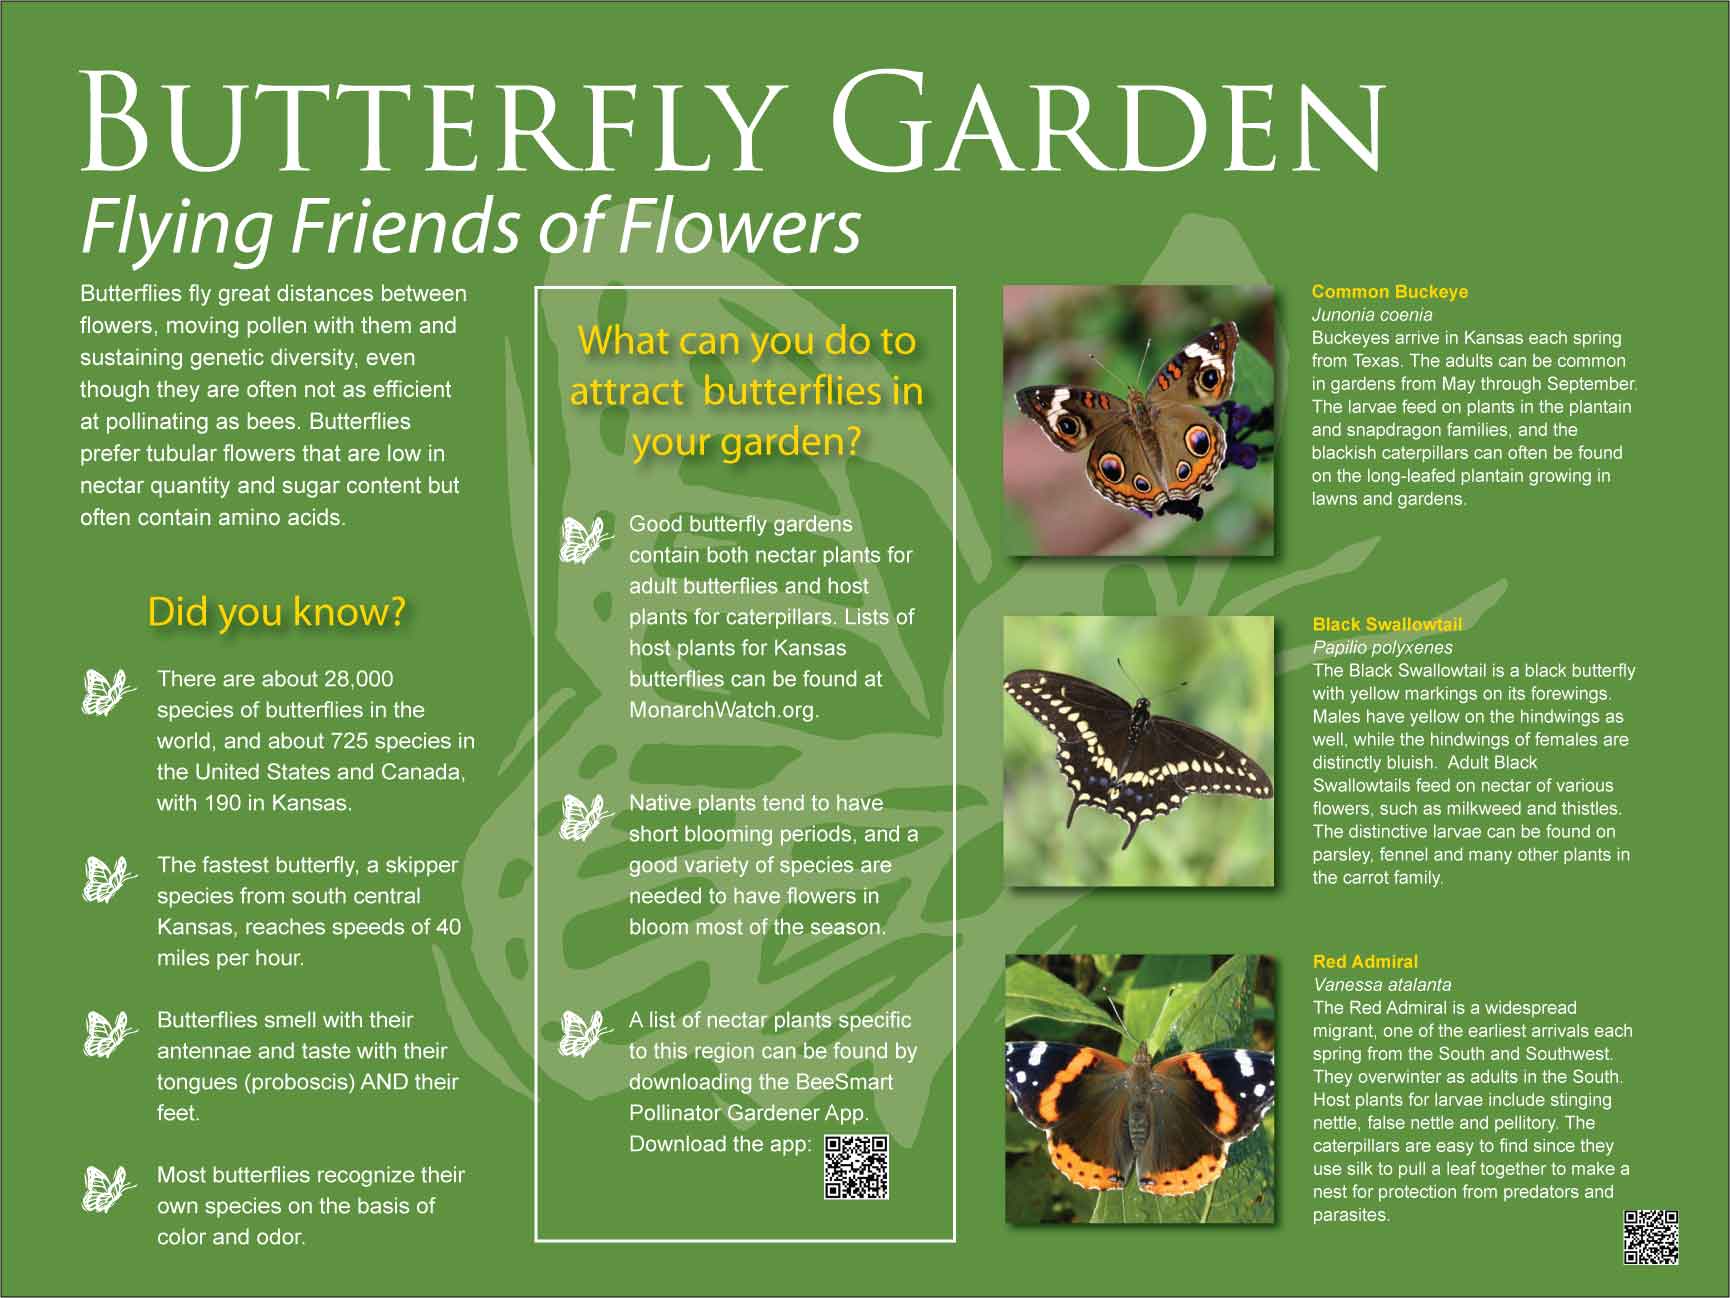 BUTTERFLY GARDEN
Flying Friends of Flowers
Butterflies fly great distances between
flowers, moving pollen with them and
sustaining genetic diversity, even
though they are often not as efficient
at pollinating as bees. Butterflies
prefer tubular flowers that are low in
nectar quantity and sugar content but
often contain amino acids.
Did you know?
There are about 28,000
species of butterflies in the
world, and about 725 species in
the United States and Canada,
with 190 in Kansas.
The fastest butterfly, a skipper
species from south central
Kansas, reaches speeds of 40
miles per hour.
Butterflies smell with their
antennae and taste with their
tongues (proboscis) AND their
feet.
Most butterflies recognize their
own species on the basis of
color and odor.
What can you do to
attract butterflies in
your garden?
Good butterfly gardens
contain both nectar plants for
adult butterflies and host
plants for caterpillars. Lists of
host plants for Kansas
butterflies can be found at
MonarchWatch.org.
Native plants tend to have
short blooming periods, and a
good variety of species are
needed to have flowers in
bloom most of the season.
A list of nectar plants specific
to this region can be found by
downloading the BeeSmart
Pollinator Gardener App.
Download the app:
Common Buckeye
Junonia coenia
Buckeyes arrive in Kansas each spring
from Texas. The adults can be common
in gardens from May through September.
The larvae feed on plants in the plantain
and snapdragon families, and the
blackish caterpillars can often be found
on the long-leafed plantain growing in
lawns and gardens.
Black Swallowtail
Papilio polyxenes
The Black Swallowtail is a black butterfly
with yellow markings on its forewings.
Males have yellow on the hindwings as
well, while the hindwings of females are
distinctly bluish. Adult Black
Swallowtails feed on nectar of various
flowers, such as milkweed and thistles.
The distinctive larvae can be found on
parsley, fennel and many other plants in
the carrot family.
Red Admiral
Vanessa atalanta
The Red Admiral is a widespread
migrant, one of the earliest arrivals each
spring from the South and Southwest.
They overwinter as adults in the South.
Host plants for larvae include stinging
nettle, false nettle and pellitory. The
caterpillars are easy to find since they
use silk to pull a leaf together to make a
nest for protection from predators and
parasites.